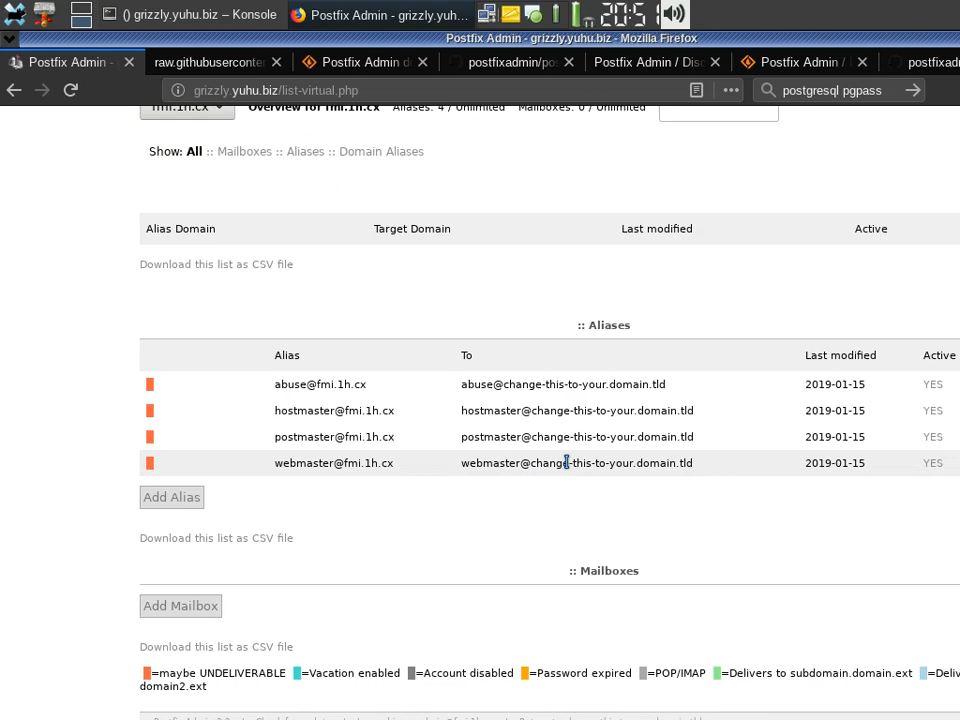 () grizzly.yuhu.biz – Konsole
Postfix Admin - grizzly.yuhu....
20:51
Postfix Admin - grizzly.yuhu.biz - Mozilla Firefox
Postfix Admin -
raw.githubuserconter
Postfix Admin d
postfixadmin/po:
Postfix Admin / Disc
Postfix Admin /
postfixad
grizzly.yuhu.biz/list-virtual.php
postgresql pgpass
fmi.1h.cx Overview for fmi.1h.cx Aliases: 4 / Unlimited Mailboxes: 0 / Unlimited
Show: All :: Mailboxes :: Aliases :: Domain Aliases
Alias Domain Target Domain Last modified Active
Download this list as CSV file
:: Aliases
Alias To Last modified Active
abuse@fmi.1h.cx abuse@change-this-to-your.domain.tld 2019-01-15 YES
hostmaster@fmi.1h.cx hostmaster@change-this-to-your.domain.tld 2019-01-15 YES
postmaster@fmi.1h.cx postmaster@change-this-to-your.domain.tld 2019-01-15 YES
webmaster@fmi.1h.cx webmaster@change-this-to-your.domain.tld 2019-01-15 YES
Add Alias
Download this list as CSV file
:: Mailboxes
Add Mailbox
Download this list as CSV file
=maybe UNDELIVERABLE =Vacation enabled =Account disabled =Password expired =POP/IMAP =Delivers to subdomain.domain.ext =Deliv
domain2.ext